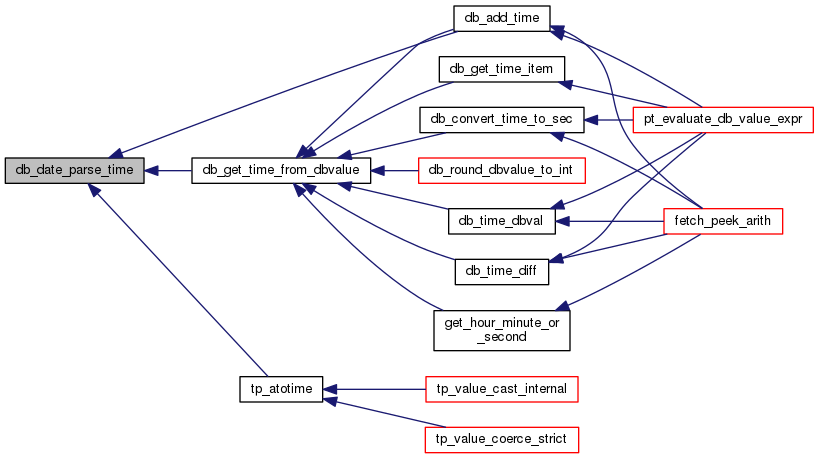 db_add_time
db_get_time_item
db_convert_time_to_sec
pt_evaluate_db_value_expr
db_date_parse_time
db_get_time_from_dbvalue
db_round_dbvalue_to_int
db_time_dbval
fetch_peek_arith
db_time_diff
get_hour_minute_or
_second
tp_atotime
tp_value_cast_internal
tp_value_coerce_strict